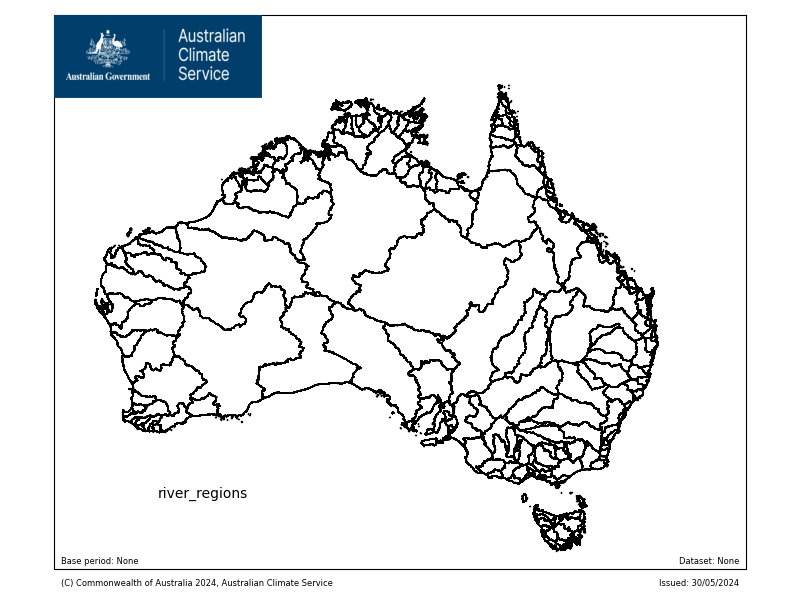 Australian
Climate
Service
Australian Government
river_regions
Base period: None
Dataset: None
(C) Commonwealth of Australia 2024, Australian Climate Service
Issued: 30/05/2024